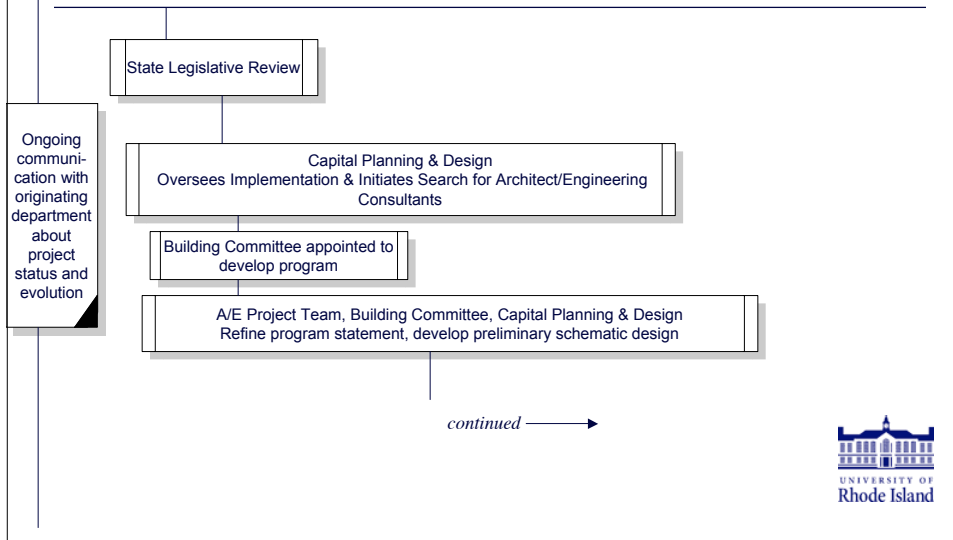 State Legislative Review
Ongoing
communi-
cation with
originating
department
about
project
status and
evolution
Capital Planning & Design
Oversees Implementation & Initiates Search for Architect/Engineering
Consultants
Building Committee appointed to
develop program
A/E Project Team, Building Committee, Capital Planning & Design
Refine program statement, develop preliminary schematic design
continued
UNIVERSITY OF
Rhode Island